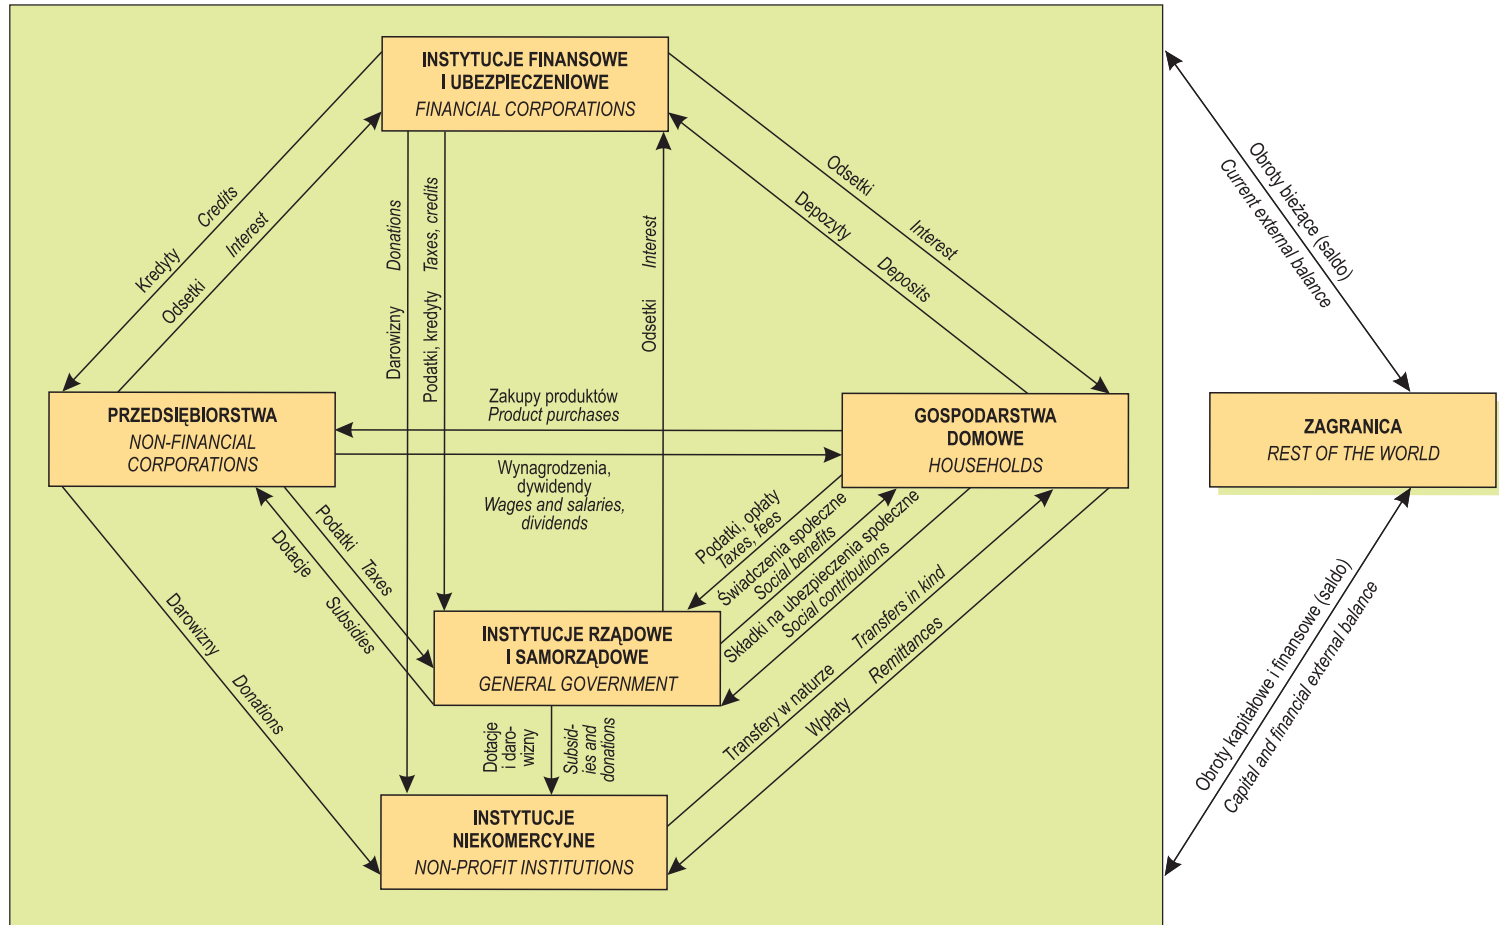 INSTYTUCJE FINANSOWE
I UBEZPIECZENIOWE
FINANCIAL CORPORATIONS
Kredyty
Credits
Odsetki
Interest
Darowizny
Donations
Podatki, kredyty
Taxes, credits
Odsetki
Interest
Depozyty
Deposits
Odsetki
Interest
Obroty bieżące (saldo)
Current external balance
PRZEDSIĘBIORSTWA
NON-FINANCIAL
CORPORATIONS
Zakupy produktów
Product purchases
Wynagrodzenia,
dywidendy
Wages and salaries,
dividends
GOSPODARSTWA
DOMOWE
HOUSEHOLDS
ZAGRANICA
REST OF THE WORLD
Darowizny
Donations
Dotacje
Subsidies
Podatki
Taxes
Podatki, opłaty
Taxes, fees
Świadczenia społeczne
Social benefits
Składki na ubezpieczenia społeczne
Social contributions
Transfery w naturze
Transfers in kind
Wpłaty
Remittances
Obroty kapitałowe i finansowe (saldo)
Capital and financial external balance
INSTYTUCJE RZĄDOWE
I SAMORZĄDOWE
GENERAL GOVERNMENT
Dotacje
i daro-
wizny
Subsid-
ies and
donations
INSTYTUCJE
NIEKOMERCYJNE
NON-PROFIT INSTITUTIONS